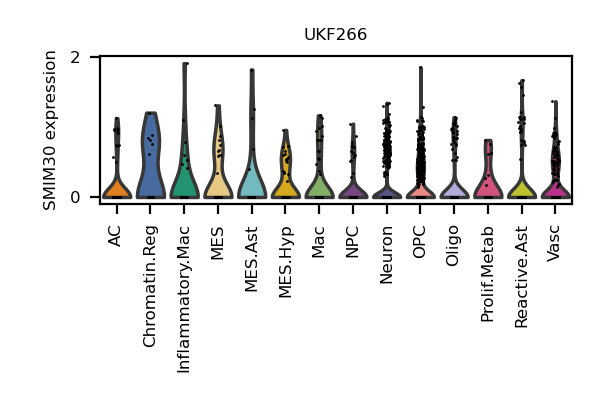 UKF266
SMIM30 expression
2
0
AC
Chromatin.Reg
Inflammatory.Mac
MES
MES.Ast
MES.Hyp
Mac
NPC
Neuron
OPC
Oligo
Prolif.Metab
Reactive.Ast
Vasc